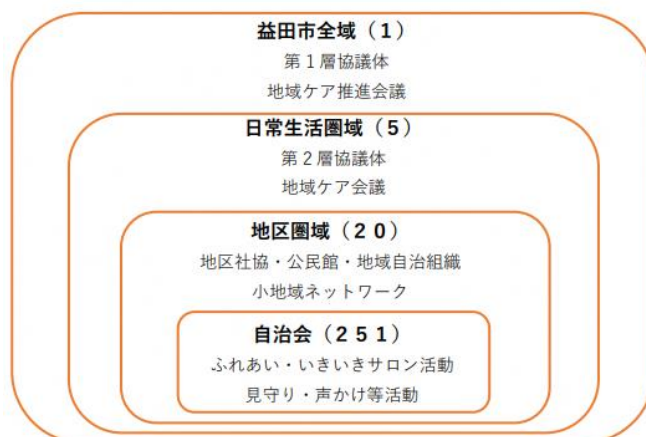 益田市全域（１）
第１層協議体
地域ケア推進会議
日常生活圏域（５）
第２層協議体
地域ケア会議
地区圏域（２０）
地区社協・公民館・地域自治組織
小地域ネットワーク
自治会（２５１）
ふれあい・いきいきサロン活動
見守り・声かけ等活動